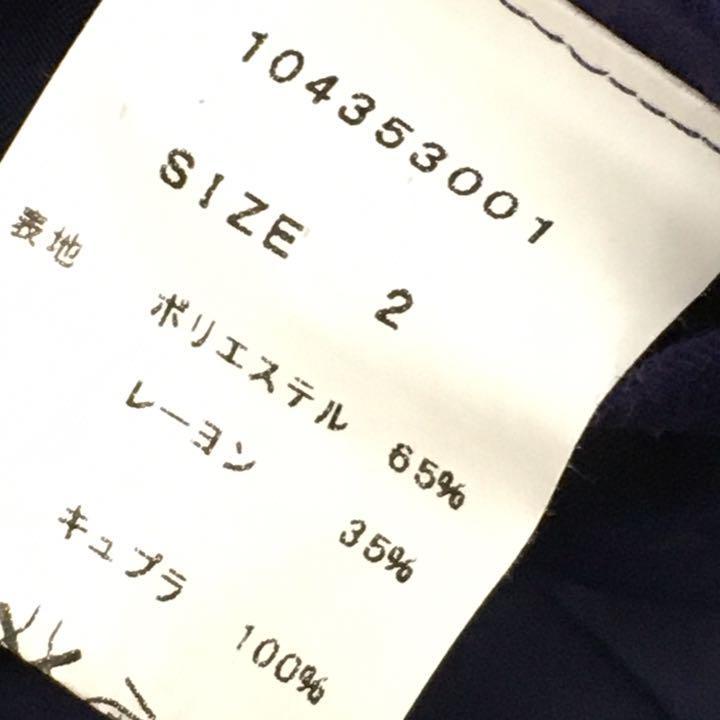 104353001
SIZE 2
表地 ポリエステル 65%
レーヨン 35%
キュプラ 100%